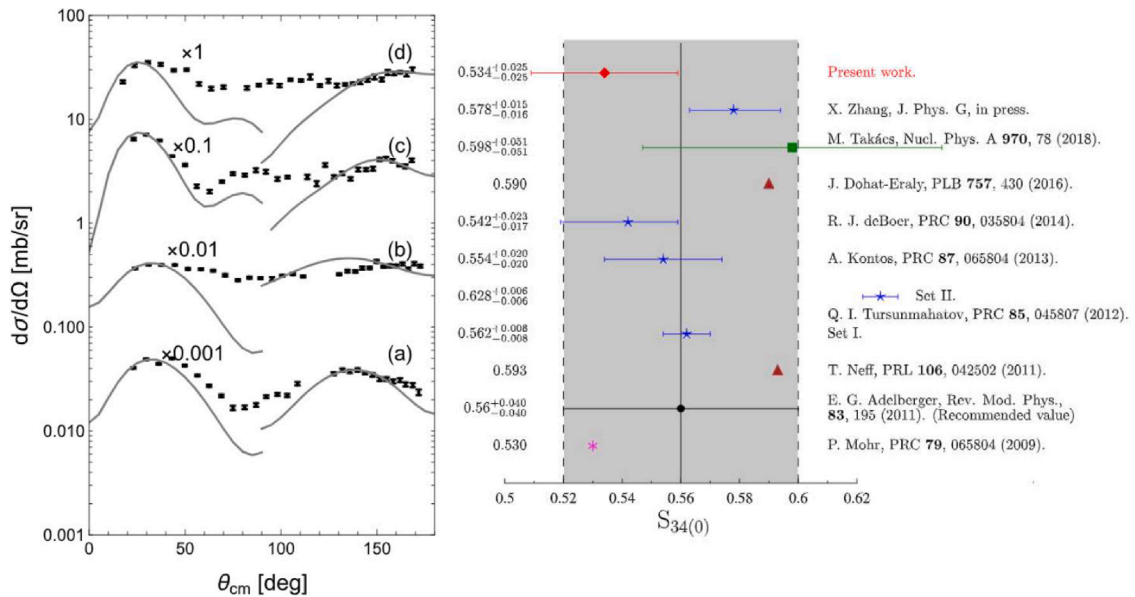 100
10
1
0.100
0.010
0.001
dσ/dΩ [mb/sr]
×1
(d)
×0.1
(c)
×0.01
(b)
×0.001
(a)
0 50 100 150
θcm [deg]
0.534 +0.025 −0.025 Present work.
0.578 +0.015 −0.016 X. Zhang, J. Phys. G, in press.
0.598 +0.051 −0.051 M. Takács, Nucl. Phys. A 970, 78 (2018).
0.590 J. Dohat-Eraly, PLB 757, 430 (2016).
0.542 +0.023 −0.017 R. J. deBoer, PRC 90, 035804 (2014).
0.554 +0.020 −0.020 A. Kontos, PRC 87, 065804 (2013).
0.628 +0.006 −0.006 Set II.
Q. I. Tursunmahatov, PRC 85, 045807 (2012).
0.562 +0.008 −0.008 Set I.
0.593 T. Neff, PRL 106, 042502 (2011).
0.56 +0.040 −0.040 E. G. Adelberger, Rev. Mod. Phys.,
83, 195 (2011). (Recommended value)
0.530 P. Mohr, PRC 79, 065804 (2009).
0.5 0.52 0.54 0.56 0.58 0.6 0.62
S34(0)